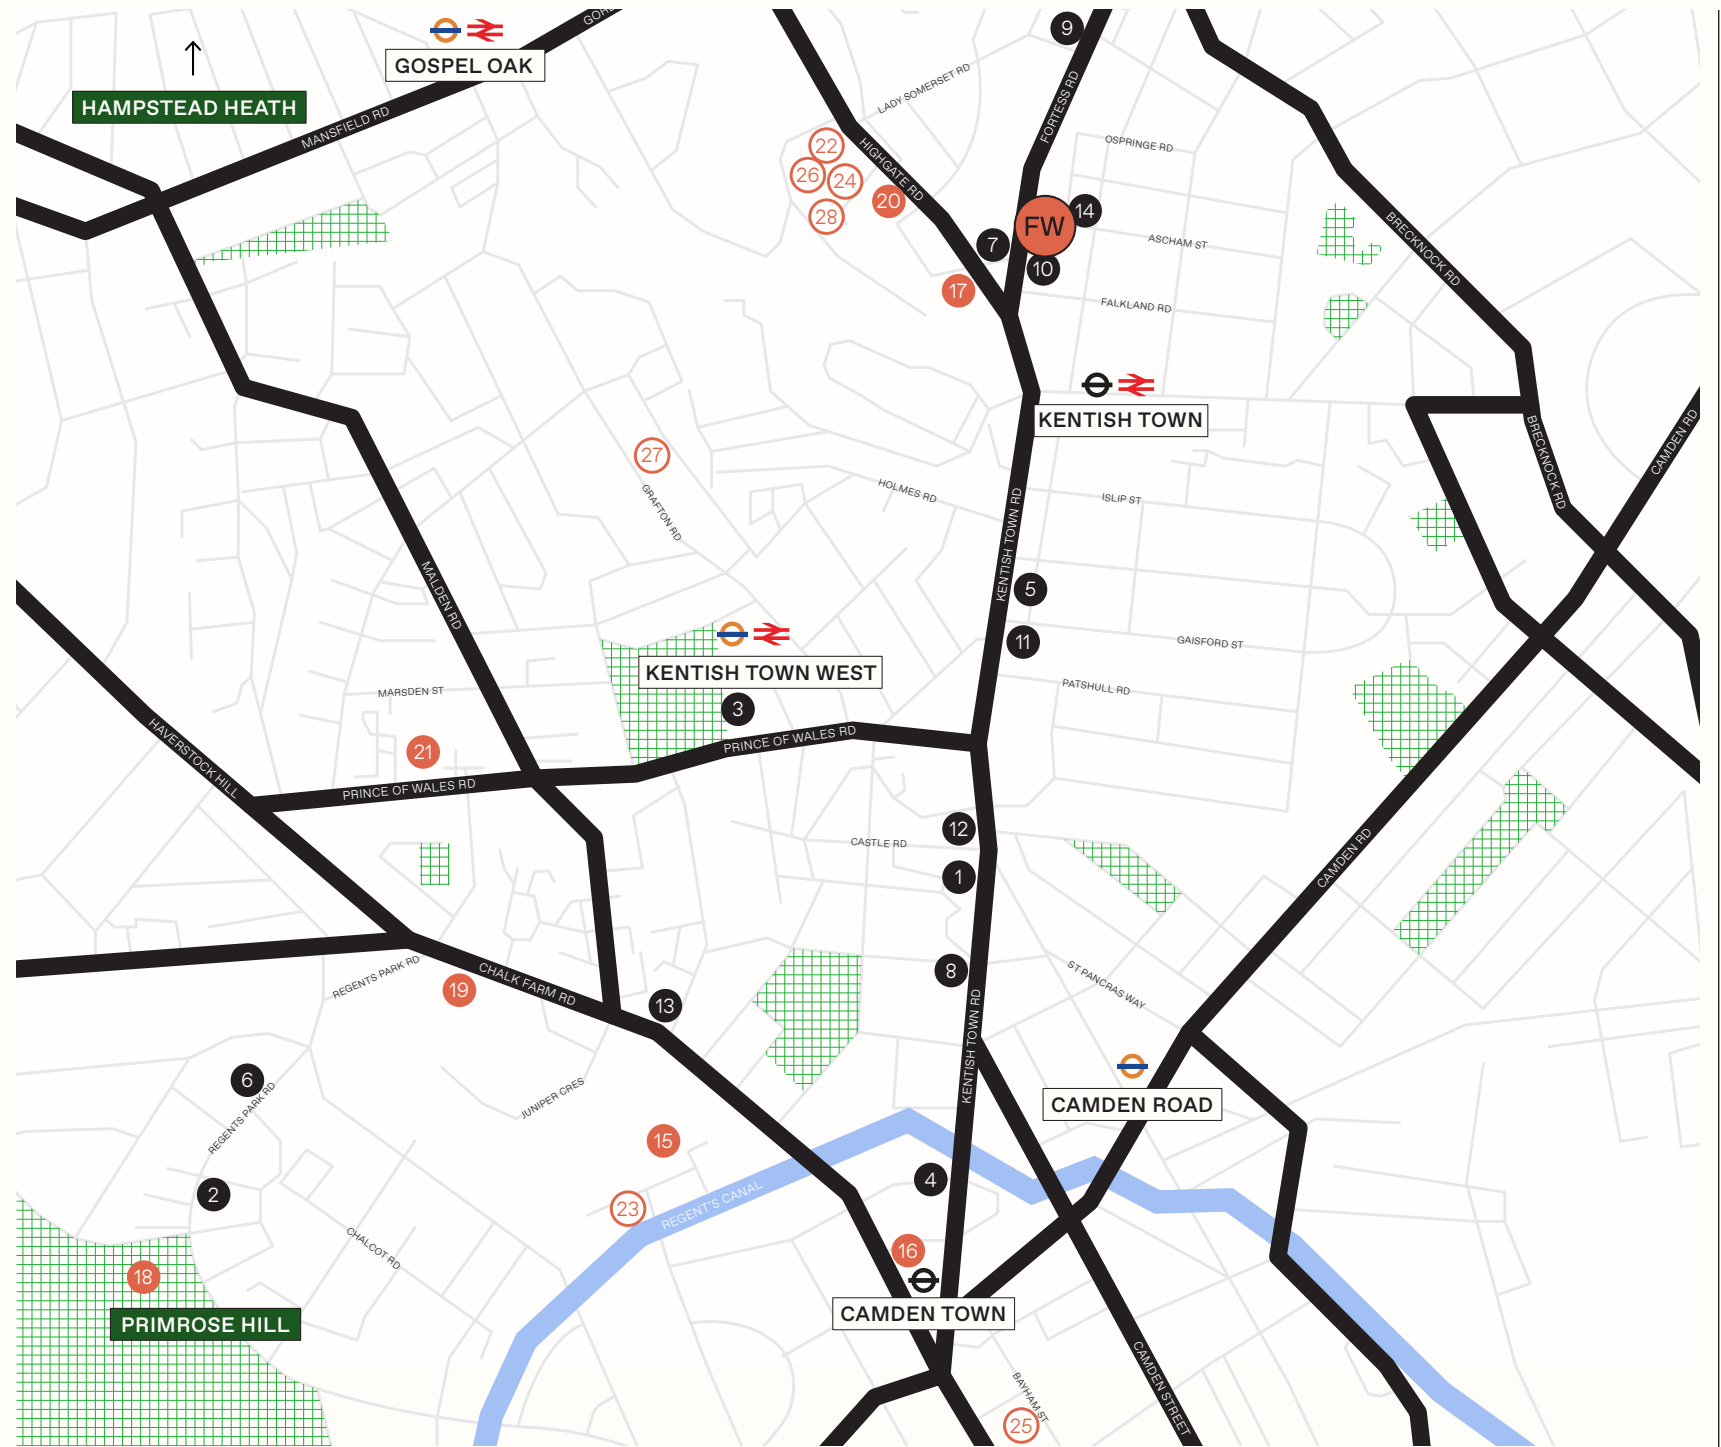 GORD
GOSPEL OAK
HAMPSTEAD HEATH
MANSFIELD RD
9
LADY SOMERSET RD
FORTESS RD
OSPRINGE RD
22
HIGHGATE RD
26
24
20
28
14
FW
7
10
ASCHAM ST
BRECKNOCK RD
17
FALKLAND RD
KENTISH TOWN
BRECKNOCK RD
CAMDEN RD
27
GRAFTON RD
HOLMES RD
ISLIP ST
KENTISH TOWN RD
MALDEN RD
5
11
GAISFORD ST
KENTISH TOWN WEST
PATSHULL RD
MARSDEN ST
3
HAVERSTOCK HILL
21
PRINCE OF WALES RD
PRINCE OF WALES RD
12
CASTLE RD
CAMDEN RD
1
REGENTS PARK RD
CHALK FARM RD
19
13
8
ST PANCRAS WAY
KENTISH TOWN RD
6
REGENTS PARK RD
JUNIPER CRES
CAMDEN ROAD
15
2
4
23
REGENT'S CANAL
CHALCOT RD
16
18
PRIMROSE HILL
CAMDEN TOWN
BAYHAM ST
CAMDEN STREET
25